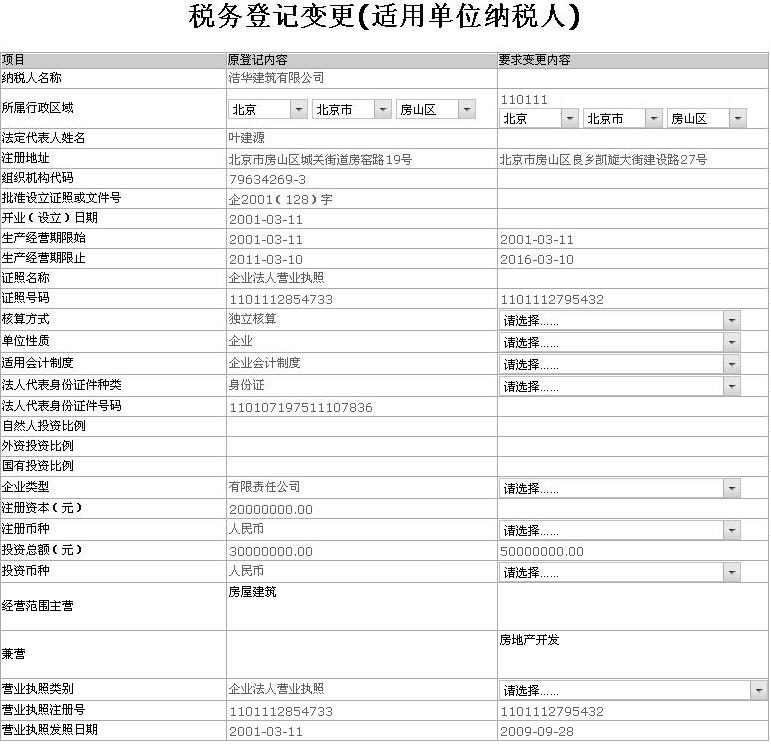 税务登记变更(适用单位纳税人)
项目 原登记内容 要求变更内容
纳税人名称 洁华建筑有限公司
110111
所属行政区域 北京 北京市 房山区 北京 北京市 房山区
法定代表人姓名 叶建源
注册地址 北京市房山区城关街道房窑路19号 北京市房山区良乡凯旋大街建设路27号
组织机构代码 79634269-3
批准设立证照或文件号 企2001(128)字
开业(设立)日期 2001-03-11
生产经营期限始 2001-03-11 2001-03-11
生产经营期限止 2011-03-10 2016-03-10
证照名称 企业法人营业执照
证照号码 1101112854733 1101112795432
核算方式 独立核算 请选择......
单位性质 企业 请选择......
适用会计制度 企业会计制度 请选择......
法人代表身份证件种类 身份证 请选择......
法人代表身份证件号码 110107197511107836
自然人投资比例
外资投资比例
国有投资比例
企业类型 有限责任公司 请选择......
注册资本(元) 20000000.00
注册币种 人民币 请选择......
投资总额(元) 30000000.00 50000000.00
投资币种 人民币 请选择......
经营范围主营 房屋建筑
兼营 房地产开发
营业执照类别 企业法人营业执照 请选择......
营业执照注册号 1101112854733 1101112795432
营业执照发照日期 2001-03-11 2009-09-28